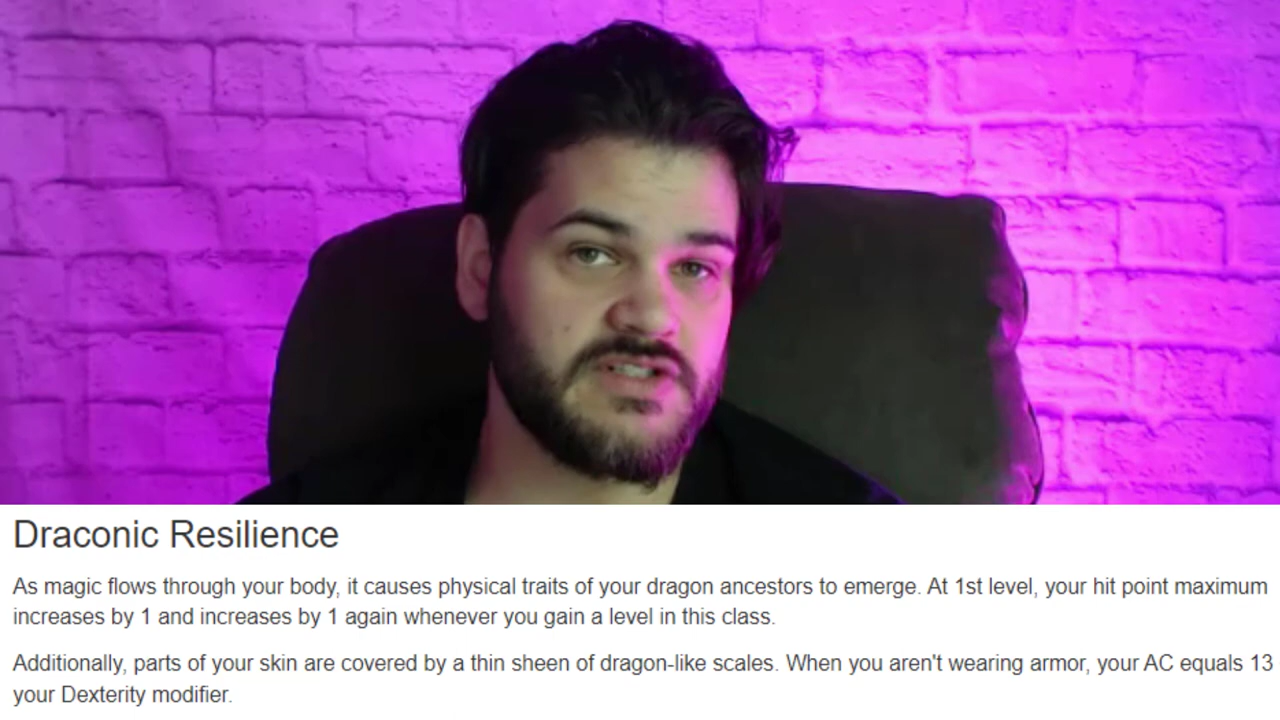 Draconic Resilience
As magic flows through your body, it causes physical traits of your dragon ancestors to emerge. At 1st level, your hit point maximum
increases by 1 and increases by 1 again whenever you gain a level in this class.
Additionally, parts of your skin are covered by a thin sheen of dragon-like scales. When you aren't wearing armor, your AC equals 13
your Dexterity modifier.